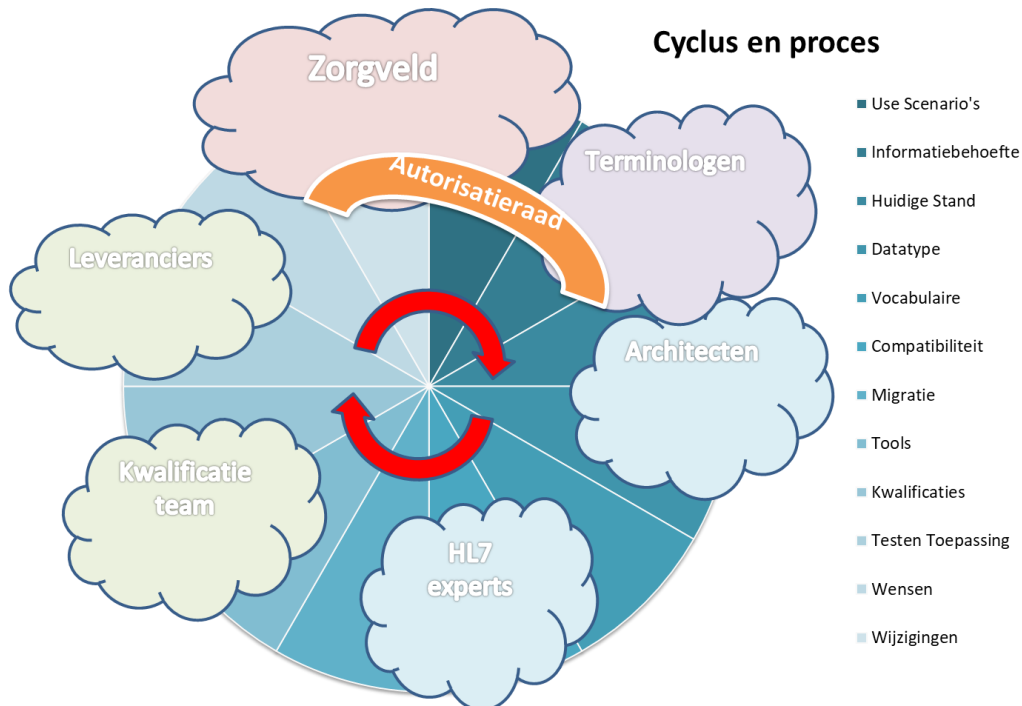 Cyclus en proces
Zorgveld
Terminologen
Autorisatieraad
Leveranciers
Architecten
Kwalificatie
team
HL7
experts
Use Scenario's
Informatiebehoefte
Huidige Stand
Datatype
Vocabulaire
Compatibiliteit
Migratie
Tools
Kwalificaties
Testen Toepassing
Wensen
Wijzigingen